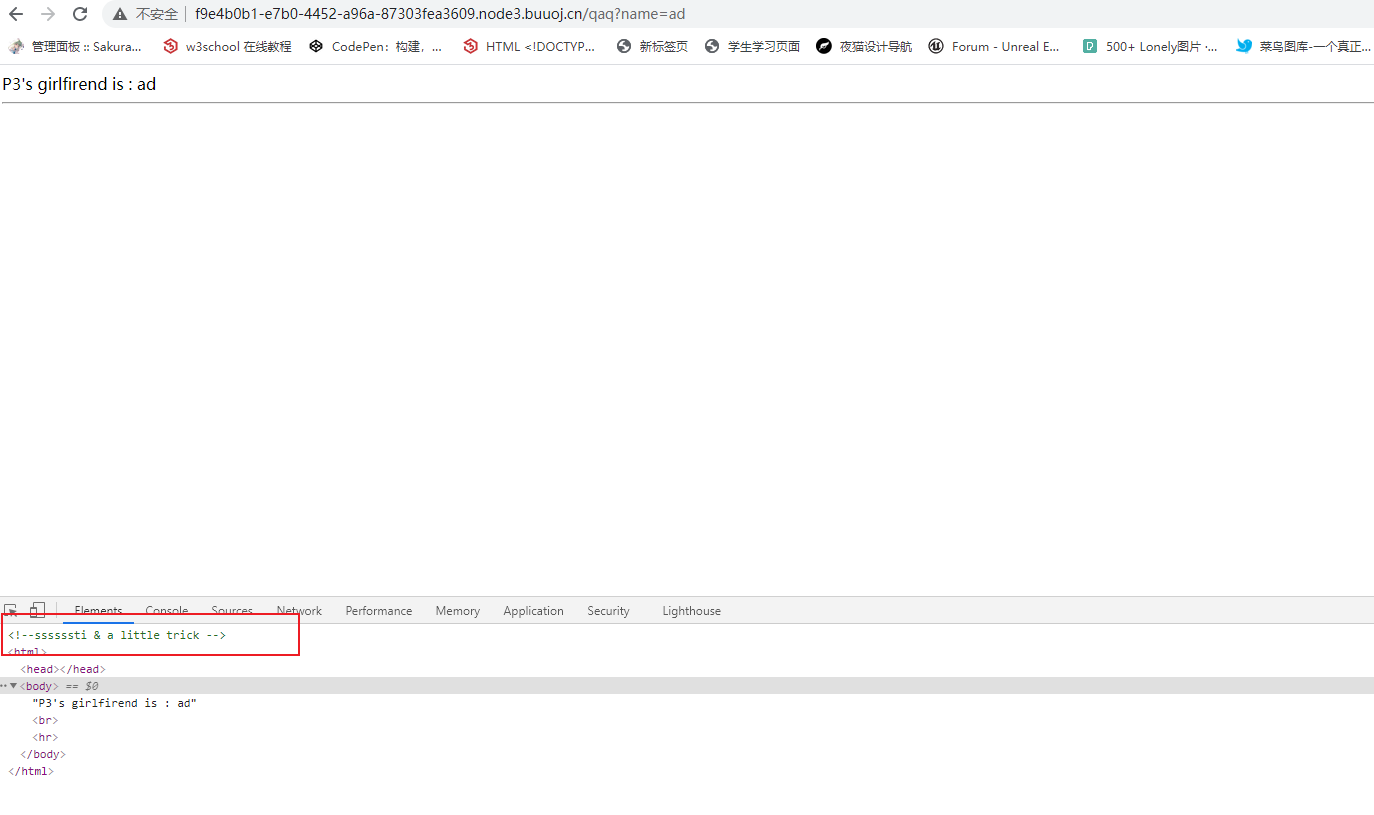 不安全 f9e4b0b1-e7b0-4452-a96a-87303fea3609.node3.buuoj.cn/qaq?name=ad
管理面板 :: Sakura... w3school 在线教程 CodePen：构建，... HTML <!DOCTYP... 新标签页 学生学习页面 夜猫设计导航 Forum - Unreal E... 500+ Lonely图片 ·... 菜鸟图库-一个真正...
P3's girlfirend is : ad
Elements Console Sources Network Performance Memory Application Security Lighthouse
<!--ssssssti & a little trick -->
<html>
<head></head>
<body> == $0
"P3's girlfirend is : ad"
<br>
<hr>
</body>
</html>